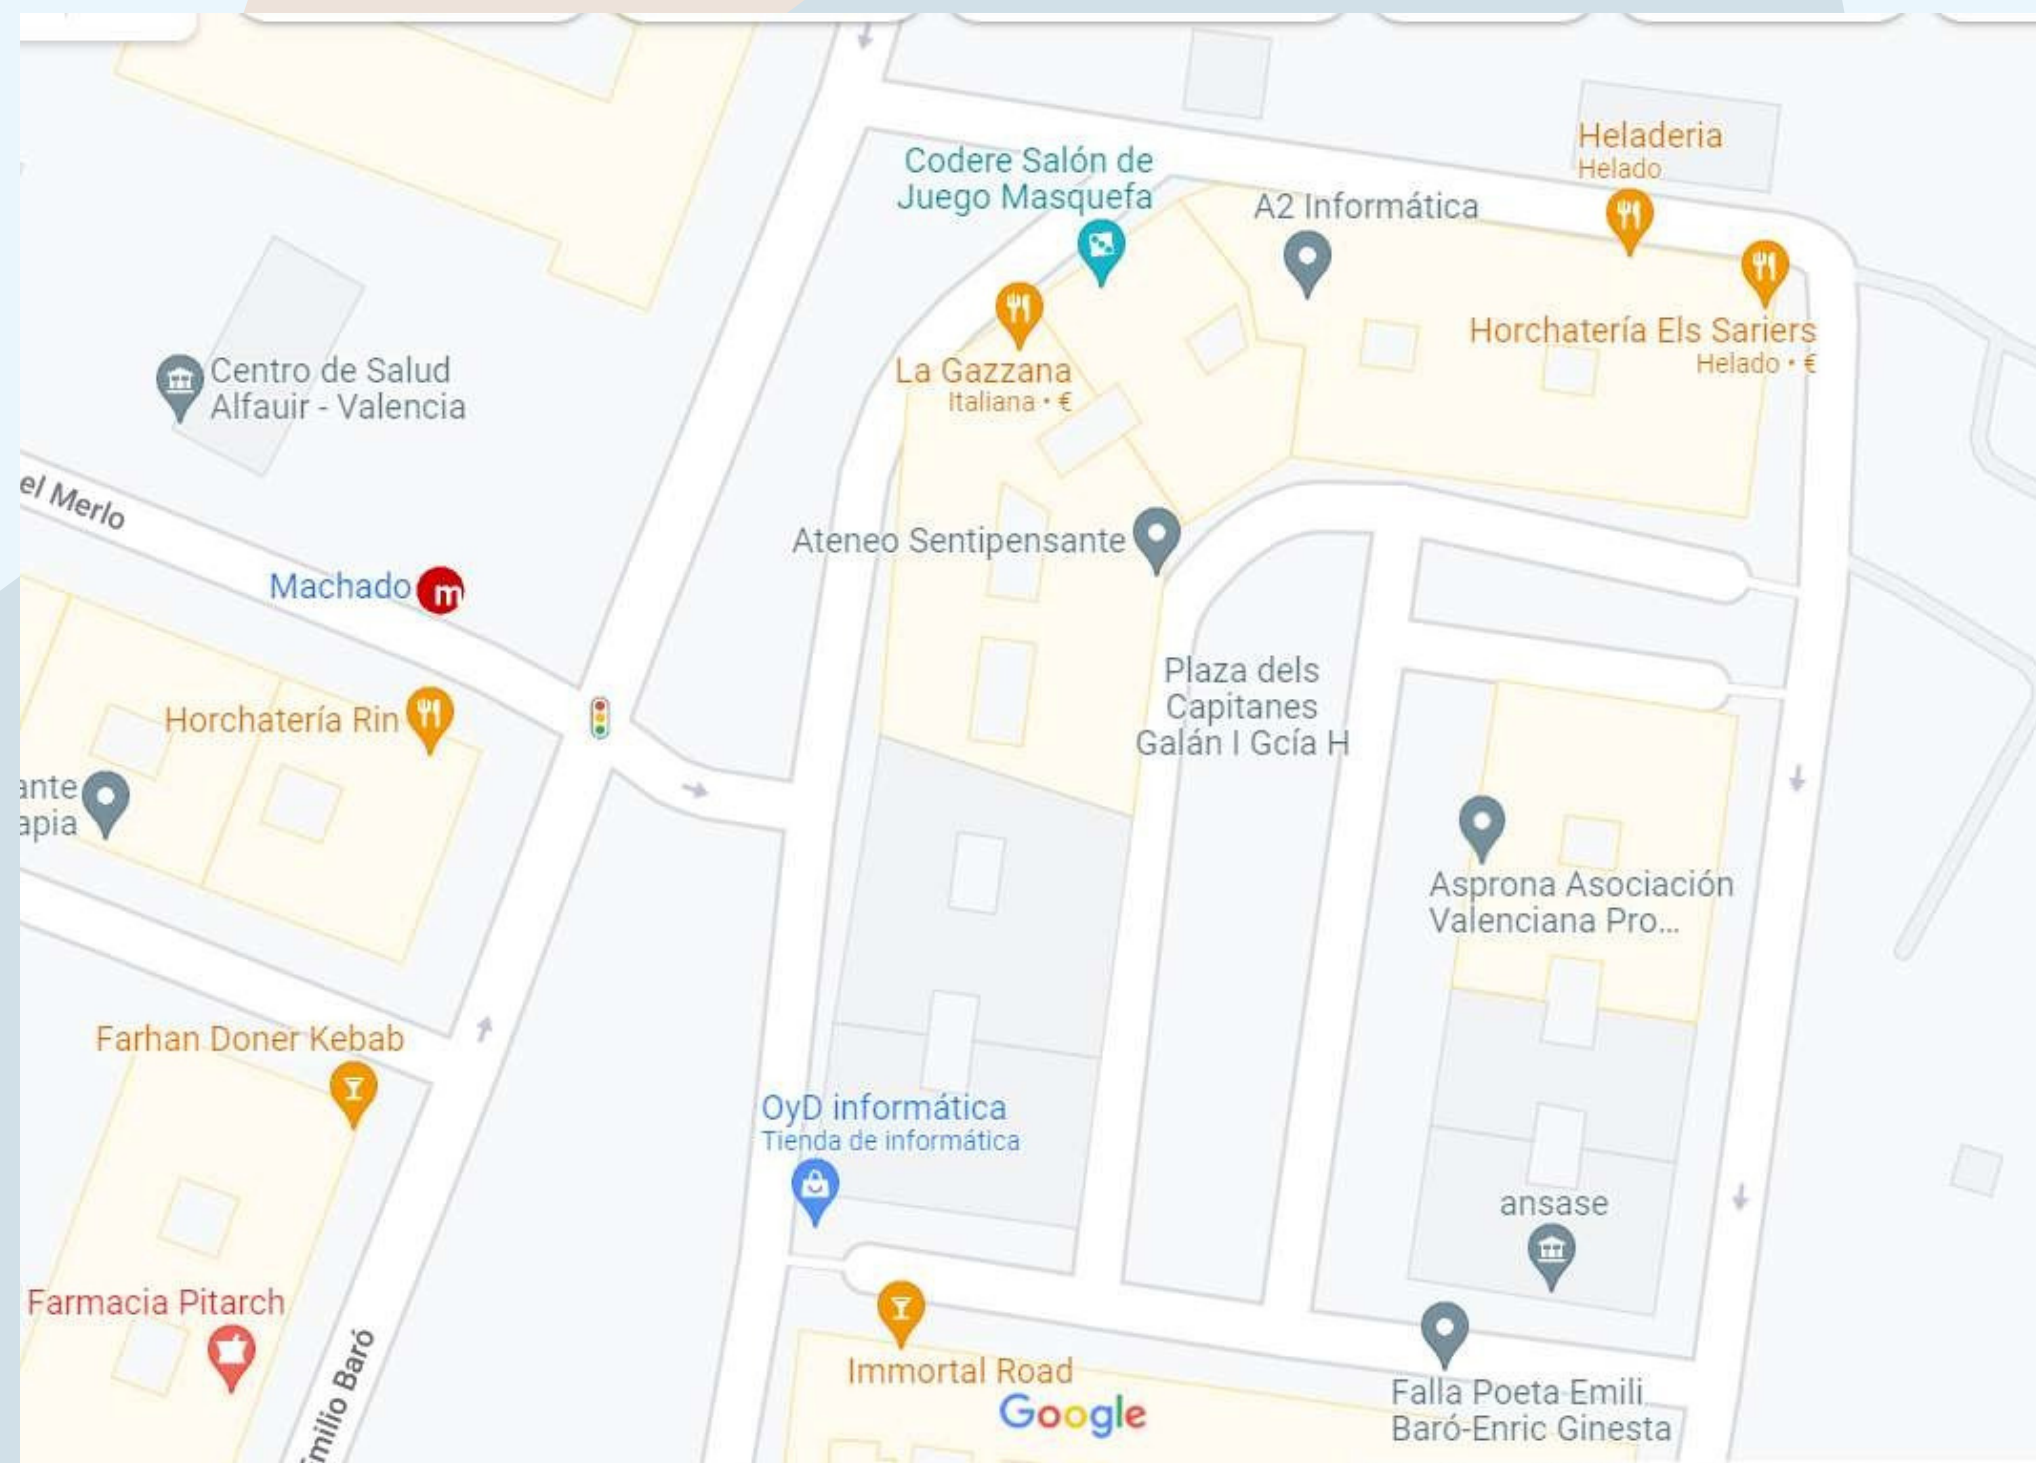 Heladeria
Helado
Codere Salón de
Juego Masquefa
A2 Informática
Horchatería Els Sariers
Helado • €
La Gazzana
Italiana • €
Centro de Salud
Alfauir - Valencia
el Merlo
Ateneo Sentipensante
Machado m
Plaza dels
Capitanes
Galán I Gcía H
Horchatería Rin
ante
apia
Asprona Asociación
Valenciana Pro...
Farhan Doner Kebab
OyD informática
Tienda de informática
ansase
Farmacia Pitarch
milio Baró
Immortal Road
Google
Falla Poeta Emili
Baró-Enric Ginesta